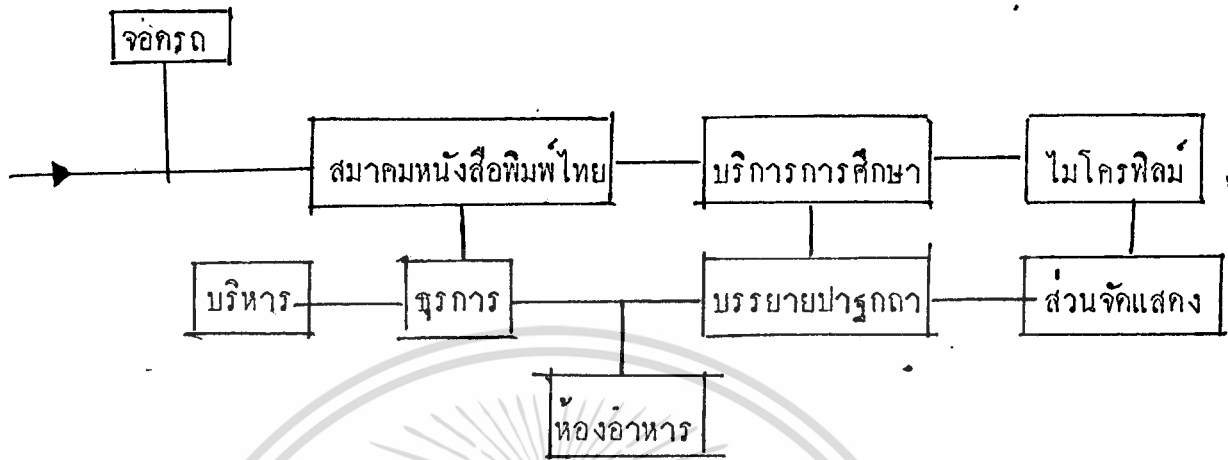 จอดรถ
สมาคมหนังสือพิมพ์ไทย บริการการศึกษา ไมโครฟิลม์
บริหาร ธุรการ บรรยายปาฐกถา ส่วนจัดแสดง
ห้องอาหาร